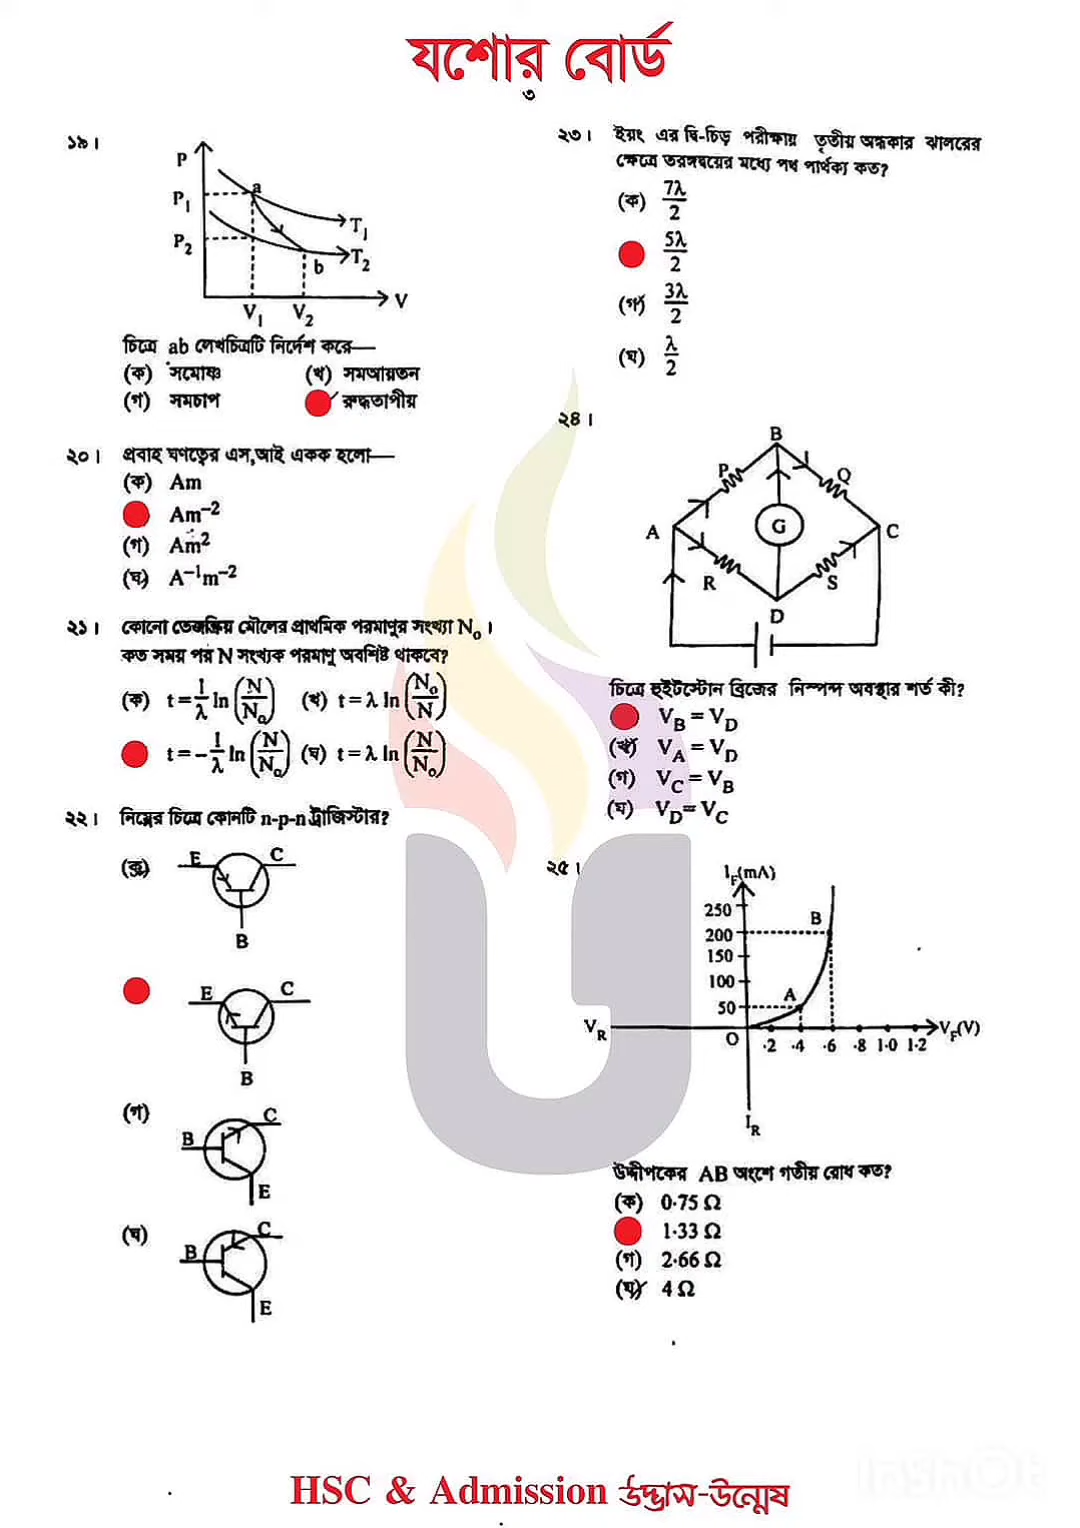 যশোর বোর্ড
৩
১৯।
P
P₁
P₂
a
b
T₁
T₂
V₁ V₂
V
চিত্রে ab লেখচিত্রটি নির্দেশ করে—
(ক) সমোষ্ণ (খ) সমআয়তন
(গ) সমচাপ রুদ্ধতাপীয়
২০। প্রবাহ ঘণত্বের এস,আই একক হলো—
(ক) Am
Am⁻²
(গ) Am²
(ঘ) A⁻¹m⁻²
২১। কোনো তেজস্ক্রিয় মৌলের প্রাথমিক পরমাণুর সংখ্যা N₀ ।
কত সময় পর N সংখ্যক পরমাণু অবশিষ্ট থাকবে?
(ক) t = 1/λ ln (N/N₀) (খ) t = λ ln (N₀/N)
t = – 1/λ ln (N/N₀) (ঘ) t = λ ln (N/N₀)
২২। নিম্নের চিত্রে কোনটি n-p-n ট্রান্জিস্টার?
(ক) E C
B
E C
B
(গ) B C
E
(ঘ) B C
E
২৩। ইয়ং এর দ্বি-চিড় পরীক্ষায় তৃতীয় অন্ধকার ঝালরের
ক্ষেত্রে তরঙ্গদ্বয়ের মধ্যে পথ পার্থক্য কত?
(ক) 7λ/2
5λ/2
(গ) 3λ/2
(ঘ) λ/2
২৪।
B
P Q
A G C
R S
D
চিত্রে হুইটস্টোন ব্রিজের নিস্পন্দ অবস্থার শর্ত কী?
V_B = V_D
(খ) V_A = V_D
(গ) V_C = V_B
(ঘ) V_D = V_C
২৫।
I_F(mA)
250
200
150
100
50
B
A
V_R O ·2 ·4 ·6 ·8 1·0 1·2 V_F(V)
I_R
উদ্দীপকের AB অংশে গতীয় রোধ কত?
(ক) 0·75 Ω
1·33 Ω
(গ) 2·66 Ω
(ঘ) 4 Ω
HSC & Admission উদ্ভাস-উন্মেষ